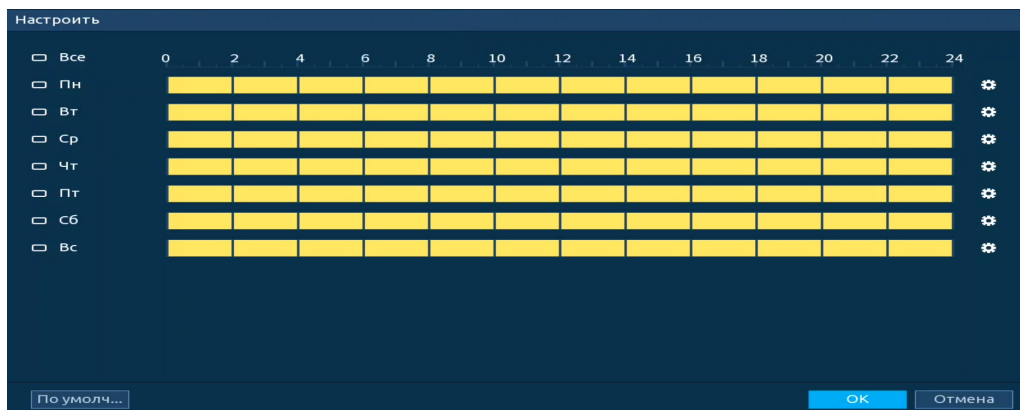 Настроить
Все 0 2 4 6 8 10 12 14 16 18 20 22 24
Пн
Вт
Ср
Чт
Пт
Сб
Вс
По умолч... OK Отмена